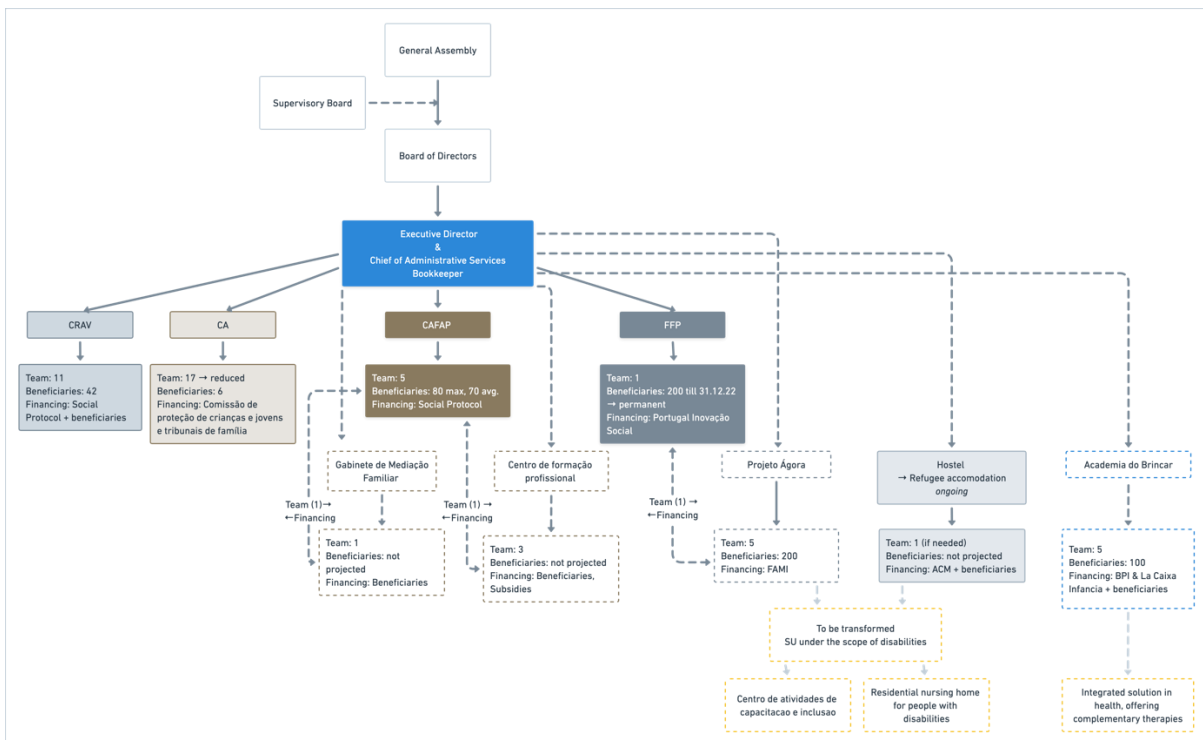 General Assembly
Supervisory Board
Board of Directors
Executive Director
&
Chief of Administrative Services
Bookkeeper
CRAV
CA
CAFAP
FFP
Team: 11
Beneficiaries: 42
Financing: Social
Protocol + beneficiaries
Team: 17 → reduced
Beneficiaries: 6
Financing: Comissão de
proteção de crianças e jovens
e tribunais de família
Team: 5
Beneficiaries: 80 max, 70 avg.
Financing: Social Protocol
Team: 1
Beneficiaries: 200 till 31.12.22
→ permanent
Financing: Portugal Inovação
Social
Gabinete de Mediação
Familiar
Centro de formação
profissional
Projeto Ágora
Hostel
→ Refugee accomodation
ongoing
Academia do Brincar
Team (1)→
←Financing
Team (1) →
←Financing
Team (1) →
←Financing
Team: 1
Beneficiaries: not
projected
Financing: Beneficiaries
Team: 3
Beneficiaries: not projected
Financing: Beneficiaries,
Subsidies
Team: 5
Beneficiaries: 200
Financing: FAMI
Team: 1 (if needed)
Beneficiaries: not projected
Financing: ACM + beneficiaries
Team: 5
Beneficiaries: 100
Financing: BPI & La Caixa
Infancia + beneficiaries
To be transformed
SU under the scope of disabilities
Centro de atividades de
capacitacao e inclusao
Residential nursing home
for people with
disabilities
Integrated solution in
health, offering
complementary therapies